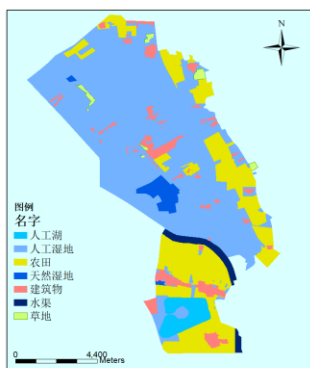 N
图例
名字
人工湖
人工湿地
农田
天然湿地
建筑物
水渠
草地
0 4,400
Meters